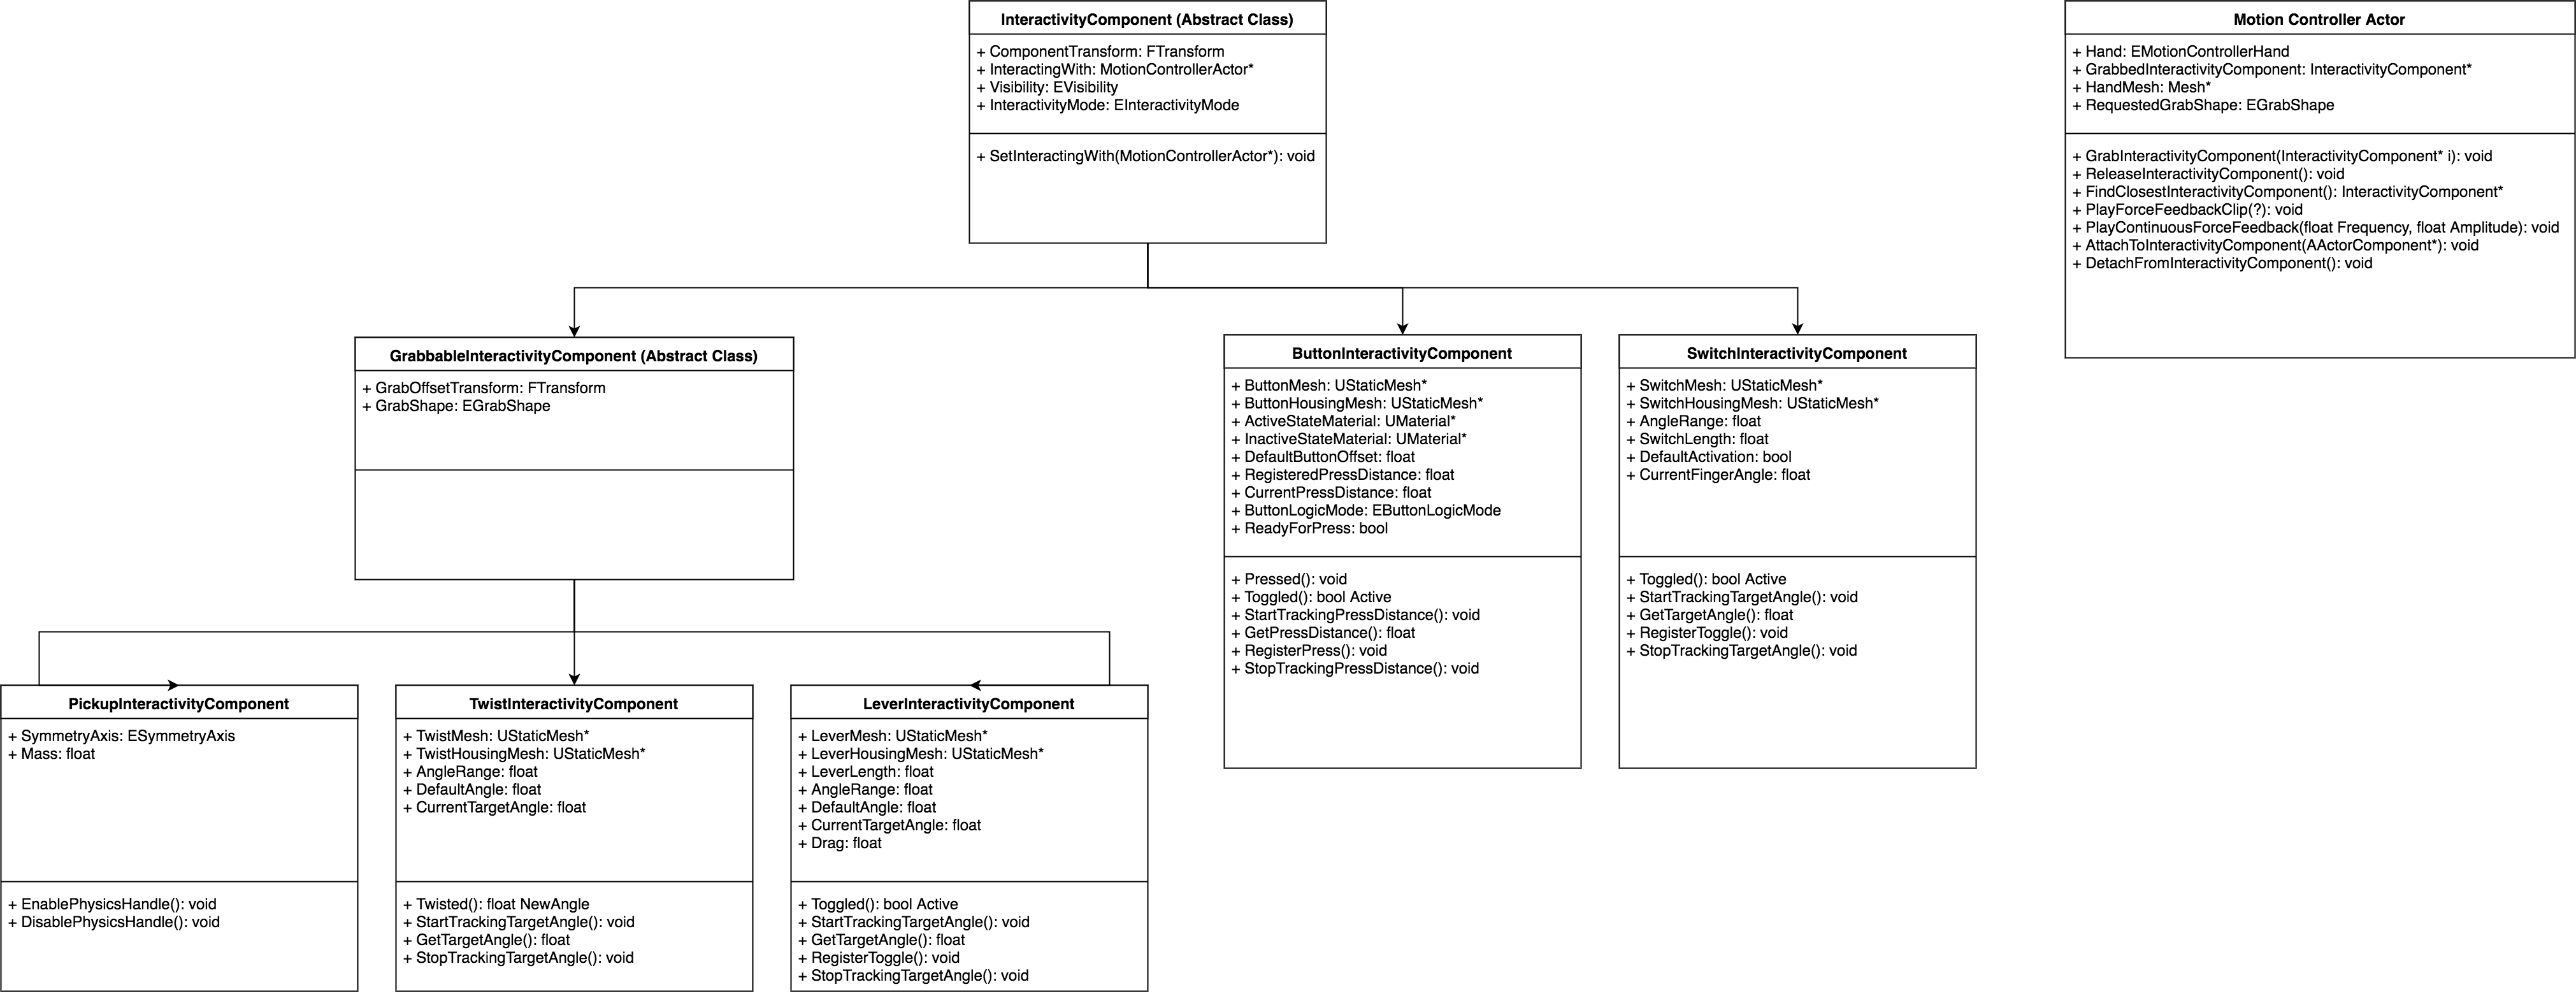 InteractivityComponent (Abstract Class)
+ ComponentTransform: FTransform
+ InteractingWith: MotionControllerActor*
+ Visibility: EVisibility
+ InteractivityMode: EInteractivityMode
+ SetInteractingWith(MotionControllerActor*): void
Motion Controller Actor
+ Hand: EMotionControllerHand
+ GrabbedInteractivityComponent: InteractivityComponent*
+ HandMesh: Mesh*
+ RequestedGrabShape: EGrabShape
+ GrabInteractivityComponent(InteractivityComponent* i): void
+ ReleaseInteractivityComponent(): void
+ FindClosestInteractivityComponent(): InteractivityComponent*
+ PlayForceFeedbackClip(?): void
+ PlayContinuousForceFeedback(float Frequency, float Amplitude): void
+ AttachToInteractivityComponent(AActorComponent*): void
+ DetachFromInteractivityComponent(): void
GrabbableInteractivityComponent (Abstract Class)
+ GrabOffsetTransform: FTransform
+ GrabShape: EGrabShape
ButtonInteractivityComponent
+ ButtonMesh: UStaticMesh*
+ ButtonHousingMesh: UStaticMesh*
+ ActiveStateMaterial: UMaterial*
+ InactiveStateMaterial: UMaterial*
+ DefaultButtonOffset: float
+ RegisteredPressDistance: float
+ CurrentPressDistance: float
+ ButtonLogicMode: EButtonLogicMode
+ ReadyForPress: bool
+ Pressed(): void
+ Toggled(): bool Active
+ StartTrackingPressDistance(): void
+ GetPressDistance(): float
+ RegisterPress(): void
+ StopTrackingPressDistance(): void
SwitchInteractivityComponent
+ SwitchMesh: UStaticMesh*
+ SwitchHousingMesh: UStaticMesh*
+ AngleRange: float
+ SwitchLength: float
+ DefaultActivation: bool
+ CurrentFingerAngle: float
+ Toggled(): bool Active
+ StartTrackingTargetAngle(): void
+ GetTargetAngle(): float
+ RegisterToggle(): void
+ StopTrackingTargetAngle(): void
PickupInteractivityComponent
+ SymmetryAxis: ESymmetryAxis
+ Mass: float
+ EnablePhysicsHandle(): void
+ DisablePhysicsHandle(): void
TwistInteractivityComponent
+ TwistMesh: UStaticMesh*
+ TwistHousingMesh: UStaticMesh*
+ AngleRange: float
+ DefaultAngle: float
+ CurrentTargetAngle: float
+ Twisted(): float NewAngle
+ StartTrackingTargetAngle(): void
+ GetTargetAngle(): float
+ StopTrackingTargetAngle(): void
LeverInteractivityComponent
+ LeverMesh: UStaticMesh*
+ LeverHousingMesh: UStaticMesh*
+ LeverLength: float
+ AngleRange: float
+ DefaultAngle: float
+ CurrentTargetAngle: float
+ Drag: float
+ Toggled(): bool Active
+ StartTrackingTargetAngle(): void
+ GetTargetAngle(): float
+ RegisterToggle(): void
+ StopTrackingTargetAngle(): void